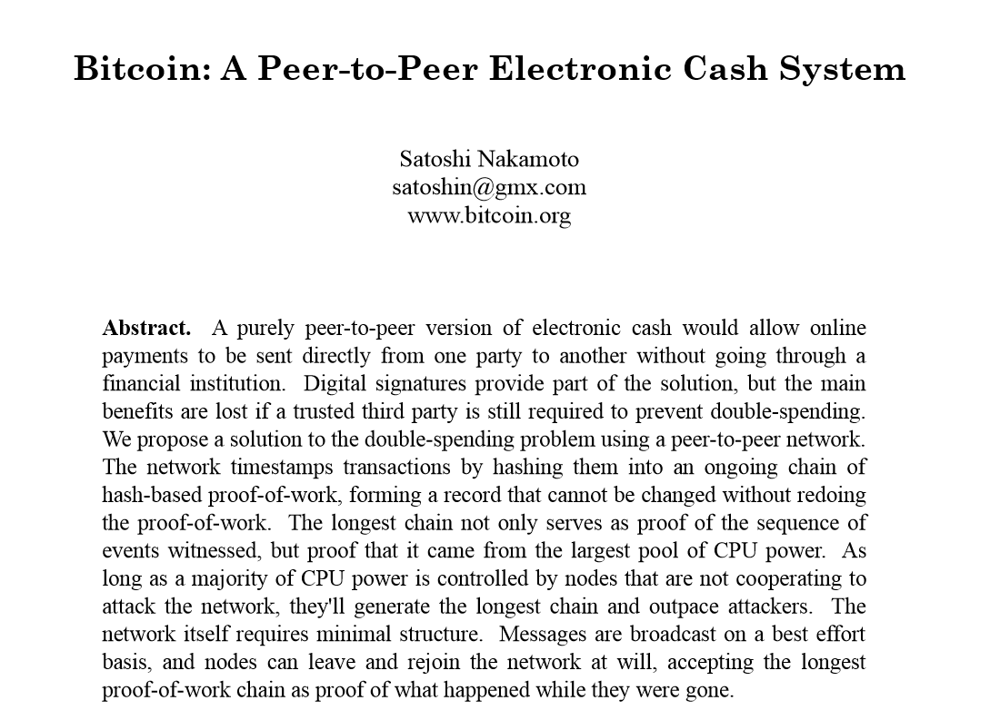 Bitcoin: A Peer-to-Peer Electronic Cash System
Satoshi Nakamoto
satoshin@gmx.com
www.bitcoin.org
Abstract. A purely peer-to-peer version of electronic cash would allow online
payments to be sent directly from one party to another without going through a
financial institution. Digital signatures provide part of the solution, but the main
benefits are lost if a trusted third party is still required to prevent double-spending.
We propose a solution to the double-spending problem using a peer-to-peer network.
The network timestamps transactions by hashing them into an ongoing chain of
hash-based proof-of-work, forming a record that cannot be changed without redoing
the proof-of-work. The longest chain not only serves as proof of the sequence of
events witnessed, but proof that it came from the largest pool of CPU power. As
long as a majority of CPU power is controlled by nodes that are not cooperating to
attack the network, they'll generate the longest chain and outpace attackers. The
network itself requires minimal structure. Messages are broadcast on a best effort
basis, and nodes can leave and rejoin the network at will, accepting the longest
proof-of-work chain as proof of what happened while they were gone.